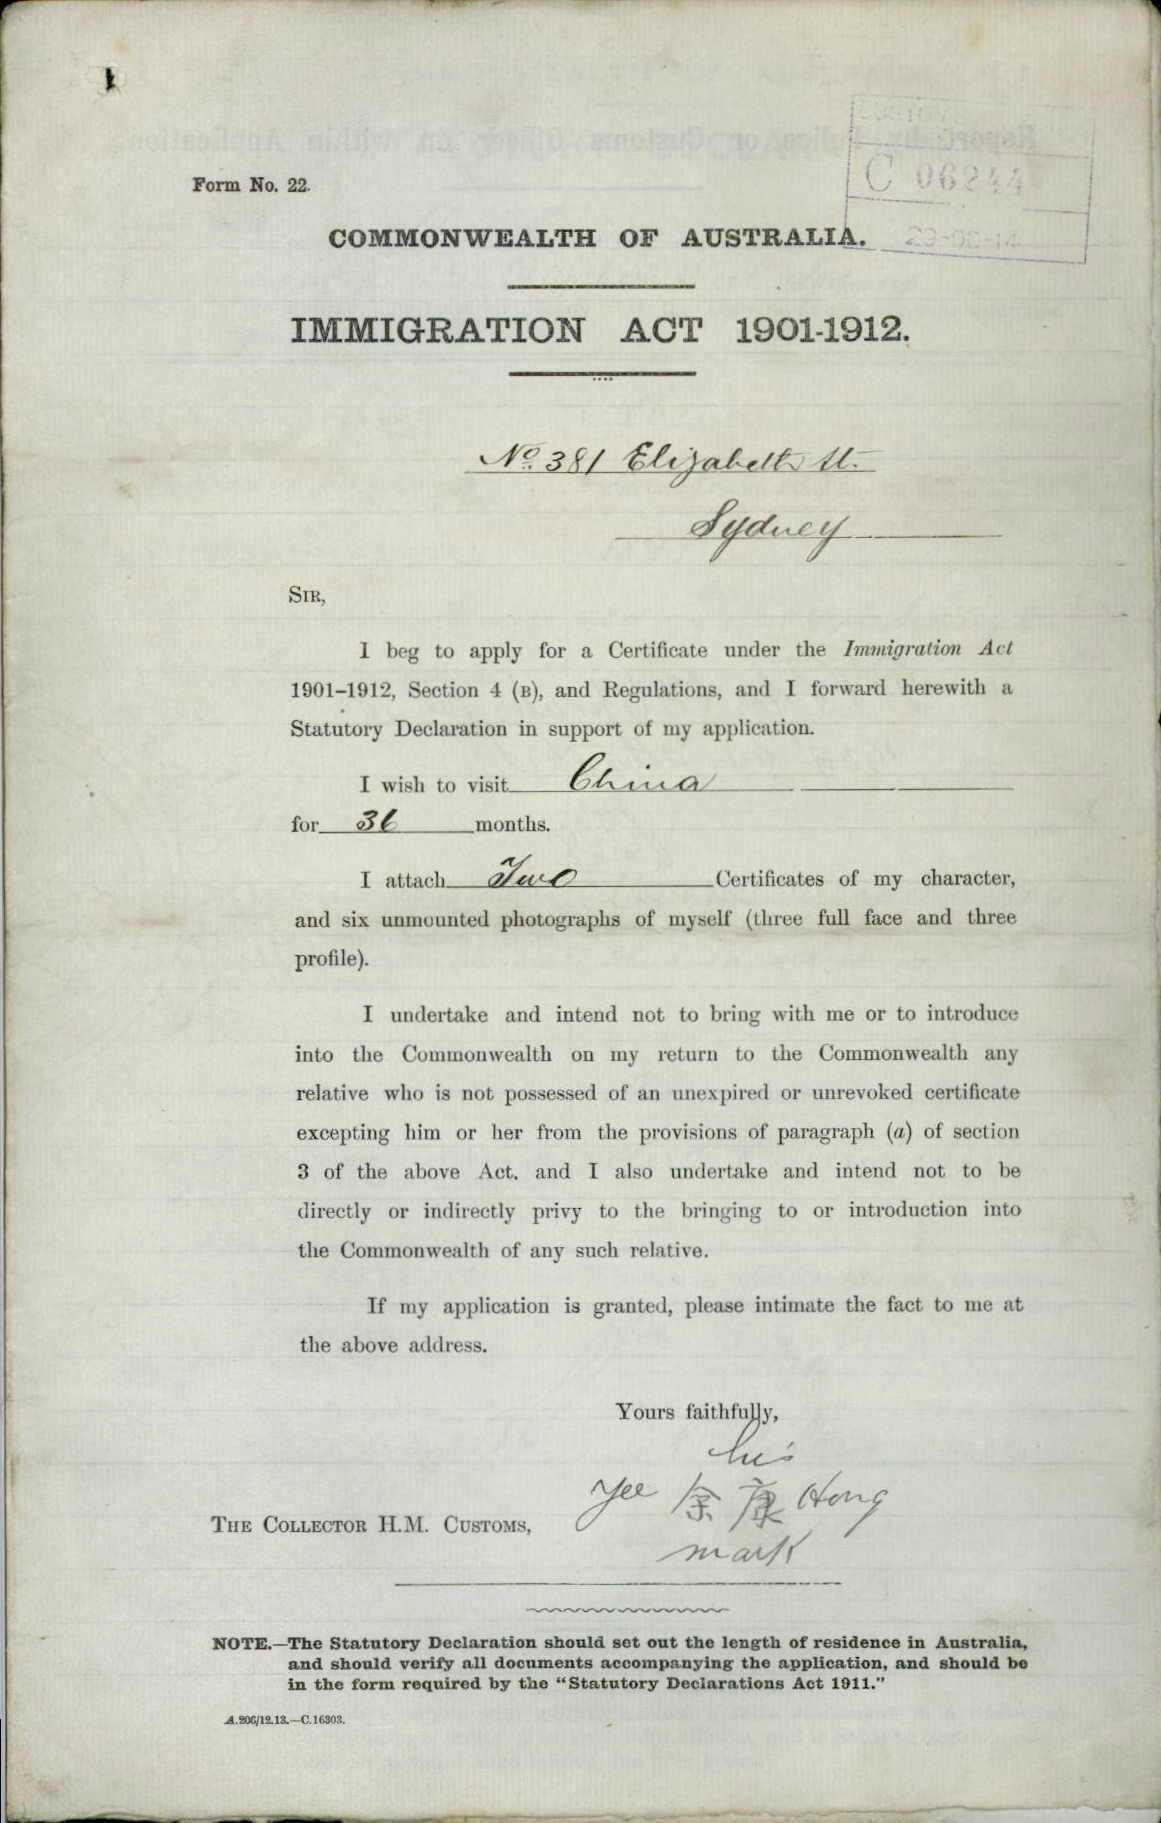 C 06244
Form No. 22.
COMMONWEALTH OF AUSTRALIA.
IMMIGRATION ACT 1901-1912.
No. 381 Elizabeth St.
Sydney
SIR,
I beg to apply for a Certificate under the Immigration Act
1901–1912, Section 4 (B), and Regulations, and I forward herewith a
Statutory Declaration in support of my application.
I wish to visit China
for 36 months.
I attach Two Certificates of my character,
and six unmounted photographs of myself (three full face and three
profile).
I undertake and intend not to bring with me or to introduce
into the Commonwealth on my return to the Commonwealth any
relative who is not possessed of an unexpired or unrevoked certificate
excepting him or her from the provisions of paragraph (a) of section
3 of the above Act, and I also undertake and intend not to be
directly or indirectly privy to the bringing to or introduction into
the Commonwealth of any such relative.
If my application is granted, please intimate the fact to me at
the above address.
Yours faithfully,
his
Yee 余康 Hong
THE COLLECTOR H.M. CUSTOMS,
mark
NOTE.—The Statutory Declaration should set out the length of residence in Australia,
and should verify all documents accompanying the application, and should be
in the form required by the “Statutory Declarations Act 1911.”
A.206/12.13.—C.16303.